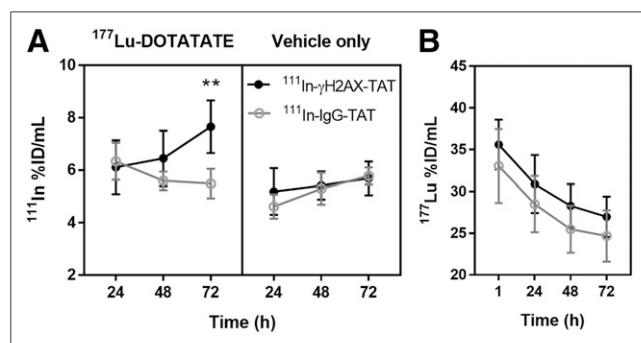 A
¹⁷⁷Lu-DOTATATE
Vehicle only
B
¹¹¹In %ID/mL
10
8
6
4
2
**
¹¹¹In-γH2AX-TAT
¹¹¹In-IgG-TAT
24 48 72 24 48 72
Time (h)
¹⁷⁷Lu %ID/mL
45
40
35
30
25
20
1 24 48 72
Time (h)